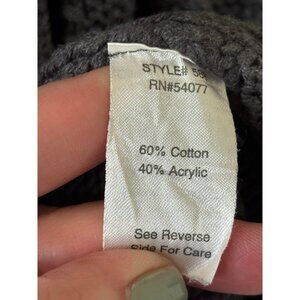 STYLE#
RN#54077
60% Cotton
40% Acrylic
See Reverse
Side For Care